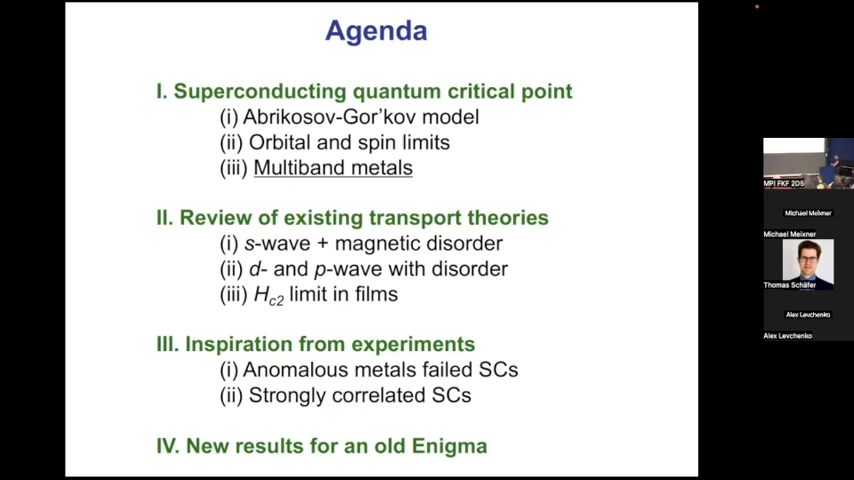 Agenda
I. Superconducting quantum critical point
(i) Abrikosov-Gor'kov model
(ii) Orbital and spin limits
(iii) Multiband metals
II. Review of existing transport theories
(i) s-wave + magnetic disorder
(ii) d- and p-wave with disorder
(iii) Hc2 limit in films
III. Inspiration from experiments
(i) Anomalous metals failed SCs
(ii) Strongly correlated SCs
IV. New results for an old Enigma
MPI FKF 2D5
Michael Meixner
Michael Meixner
Thomas Schäfer
Alex Levchenko
Alex Levchenko